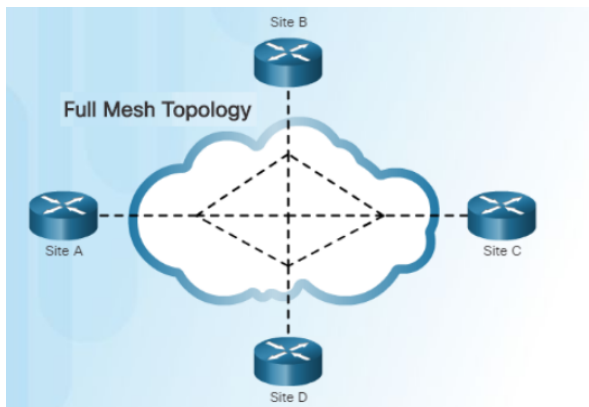 Site B
Full Mesh Topology
Site A
Site C
Site D